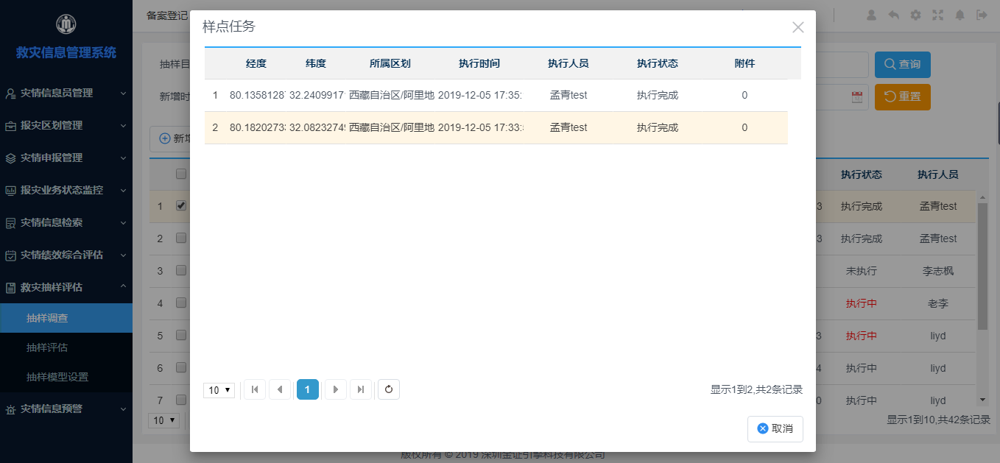 救灾信息管理系统
灾情信息员管理
报灾区划管理
灾情申报管理
报灾业务状态监控
灾情信息检索
灾情绩效综合评估
救灾抽样评估
抽样调查
抽样评估
抽样模型设置
灾情信息预警
备案登记
抽样目
查询
新增时
重置
新增
样点任务
经度 纬度 所属区划 执行时间 执行人员 执行状态 附件
1 80.1358128 32.2409917 西藏自治区/阿里地 2019-12-05 17:35: 孟青test 执行完成 0
2 80.1820273 32.0823274 西藏自治区/阿里地 2019-12-05 17:33: 孟青test 执行完成 0
10 1 显示1到2,共2条记录
取消
执行状态 执行人员
1 3 执行完成 孟青test
2 3 执行完成 孟青test
3 未执行 李志枫
4 执行中 老李
5 3 执行中 liyd
6 4 执行中 liyd
7 0 执行中 liyd
10 显示1到10,共42条记录
版权所有 © 2019 深圳金证引擎科技有限公司